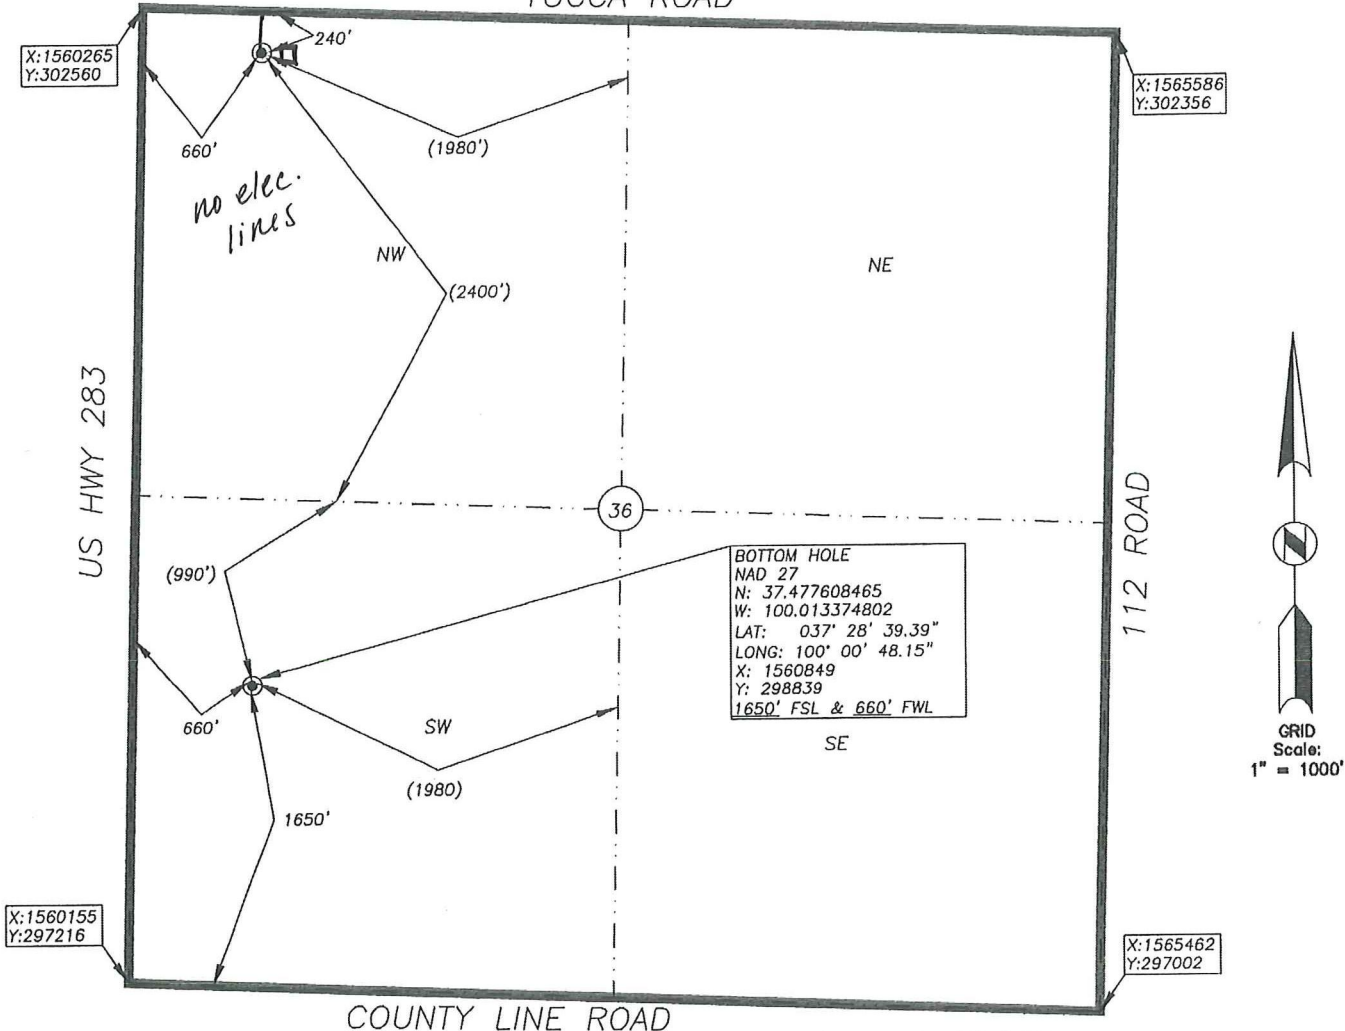 X:1560265
Y:302560
240'
X:1565586
Y:302356
660'
(1980')
no elec.
lines
NW
NE
(2400')
US HWY 283
36
(990')
BOTTOM HOLE
NAD 27
N: 37.477608465
W: 100.013374802
LAT: 037° 28' 39.39"
LONG: 100° 00' 48.15"
X: 1560849
Y: 298839
1650' FSL & 660' FWL
112 ROAD
660'
SW
SE
(1980)
1650'
GRID
Scale:
1" = 1000'
X:1560155
Y:297216
X:1565462
Y:297002
COUNTY LINE ROAD